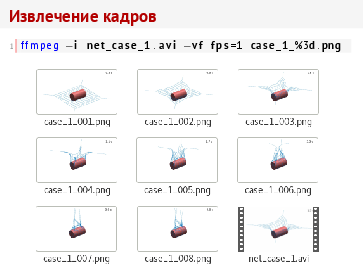 Извлечение кадров
1 ffmpeg –i net_case_1.avi –vf fps=1 case_1_%3d.png
case_1_001.png case_1_002.png case_1_003.png
case_1_004.png case_1_005.png case_1_006.png
case_1_007.png case_1_008.png net_case_1.avi